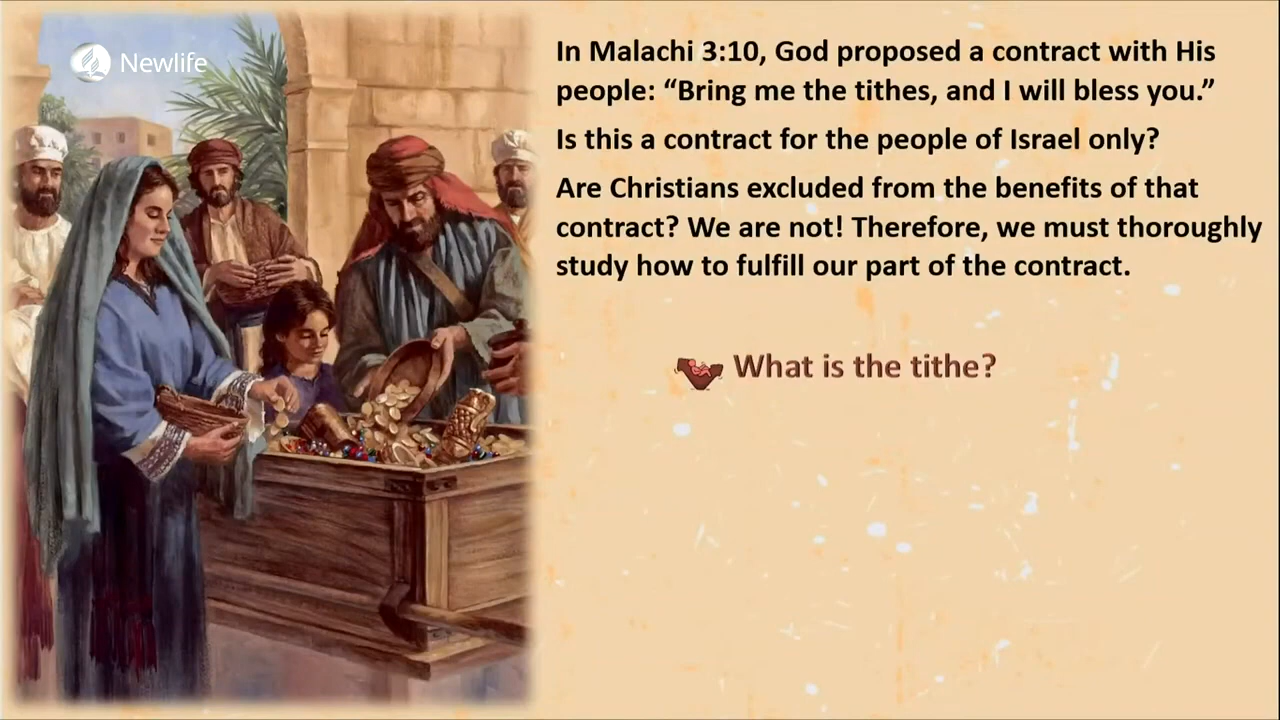 Newlife
In Malachi 3:10, God proposed a contract with His
people: “Bring me the tithes, and I will bless you.”
Is this a contract for the people of Israel only?
Are Christians excluded from the benefits of that
contract? We are not! Therefore, we must thoroughly
study how to fulfill our part of the contract.
What is the tithe?